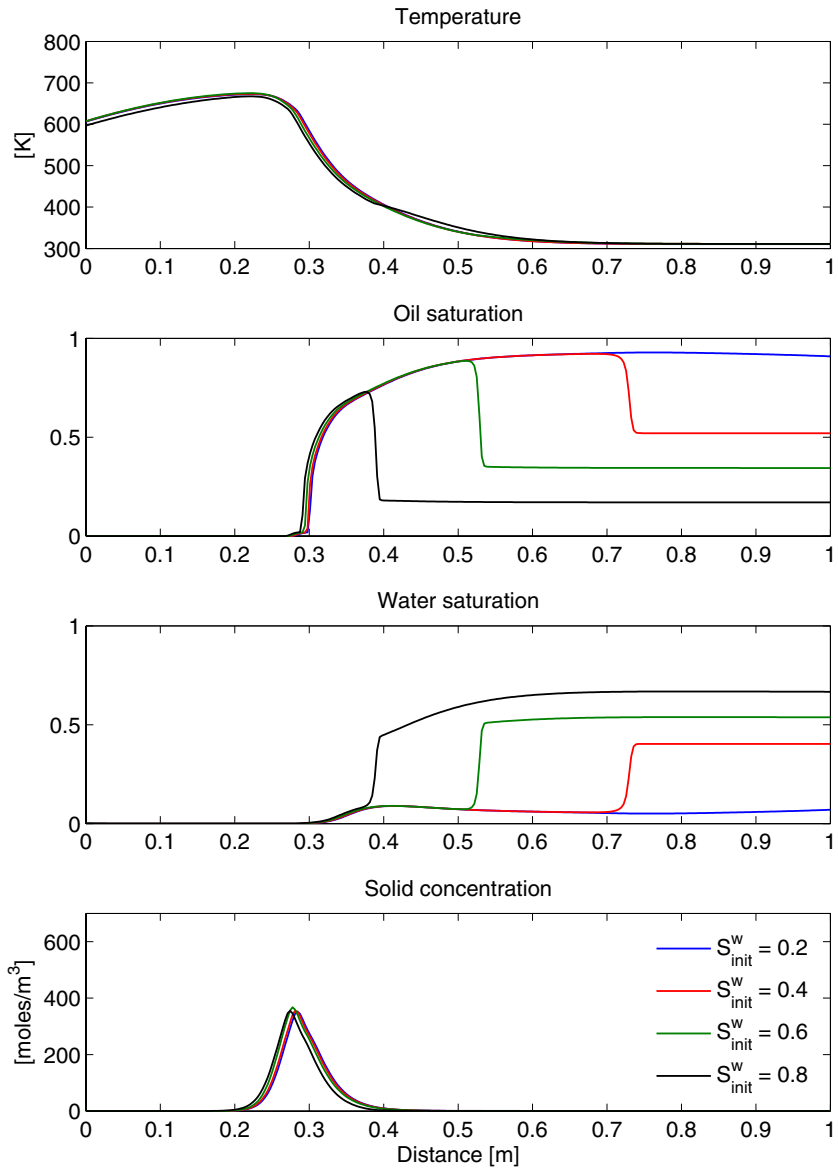 Temperature
800
700
600
500
400
300
[K]
0 0.1 0.2 0.3 0.4 0.5 0.6 0.7 0.8 0.9 1
Oil saturation
1
0.5
0
0 0.1 0.2 0.3 0.4 0.5 0.6 0.7 0.8 0.9 1
Water saturation
1
0.5
0
0 0.1 0.2 0.3 0.4 0.5 0.6 0.7 0.8 0.9 1
Solid concentration
600
400
200
0
[moles/m³]
S^w_init = 0.2
S^w_init = 0.4
S^w_init = 0.6
S^w_init = 0.8
0 0.1 0.2 0.3 0.4 0.5 0.6 0.7 0.8 0.9 1
Distance [m]